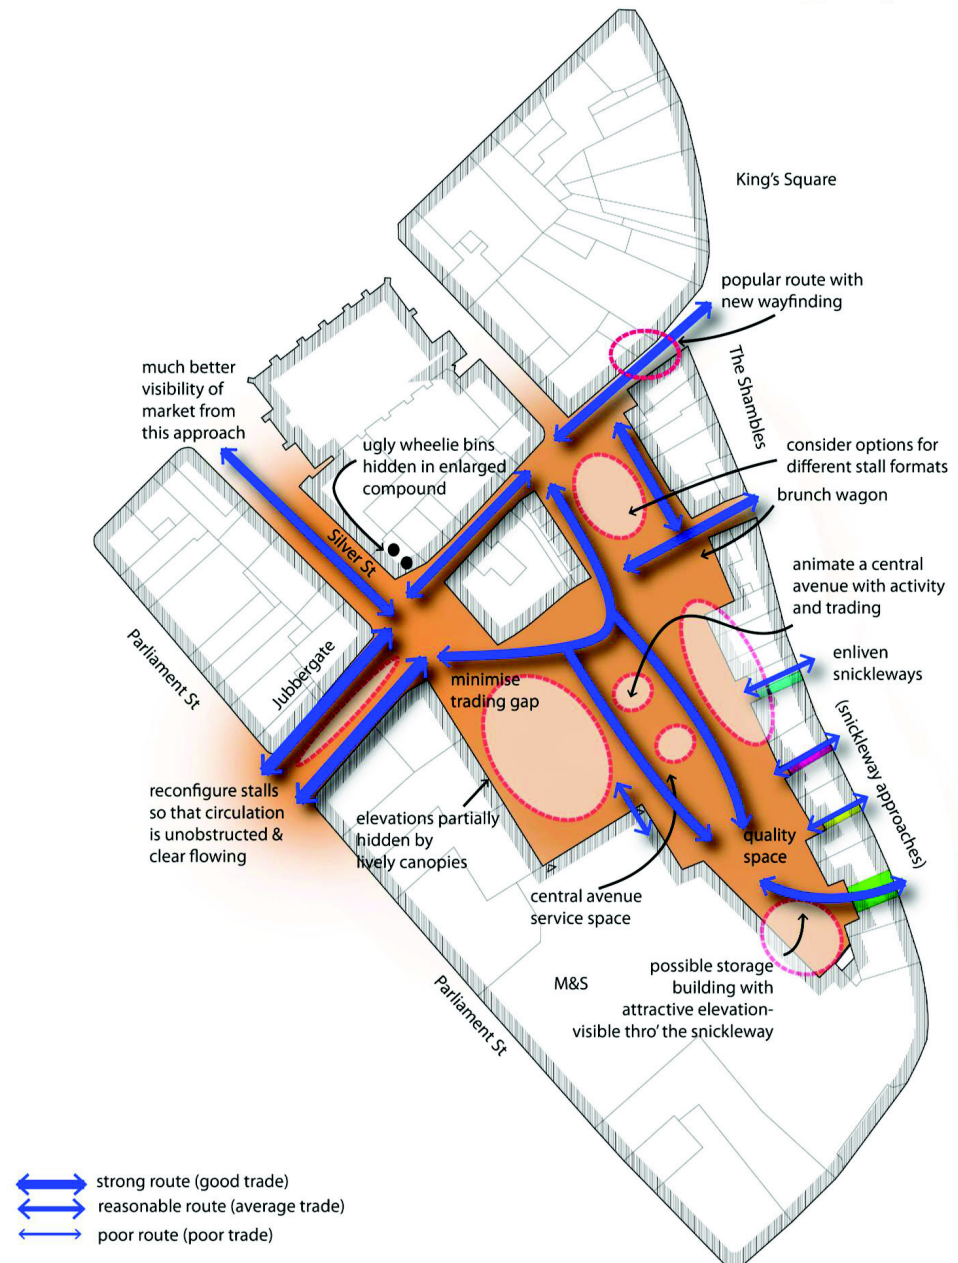 King's Square
popular route with
new wayfinding
The Shambles
much better
visibility of
market from
this approach
ugly wheelie bins
hidden in enlarged
compound
consider options for
different stall formats
brunch wagon
Silver St
animate a central
avenue with activity
and trading
Parliament St
Jubbergate
enliven
snickleways
minimise
trading gap
(snickleway approaches)
reconfigure stalls
so that circulation
is unobstructed &
clear flowing
elevations partially
hidden by
lively canopies
quality
space
central avenue
service space
M&S
Parliament St
possible storage
building with
attractive elevation-
visible thro' the snickleway
strong route (good trade)
reasonable route (average trade)
poor route (poor trade)